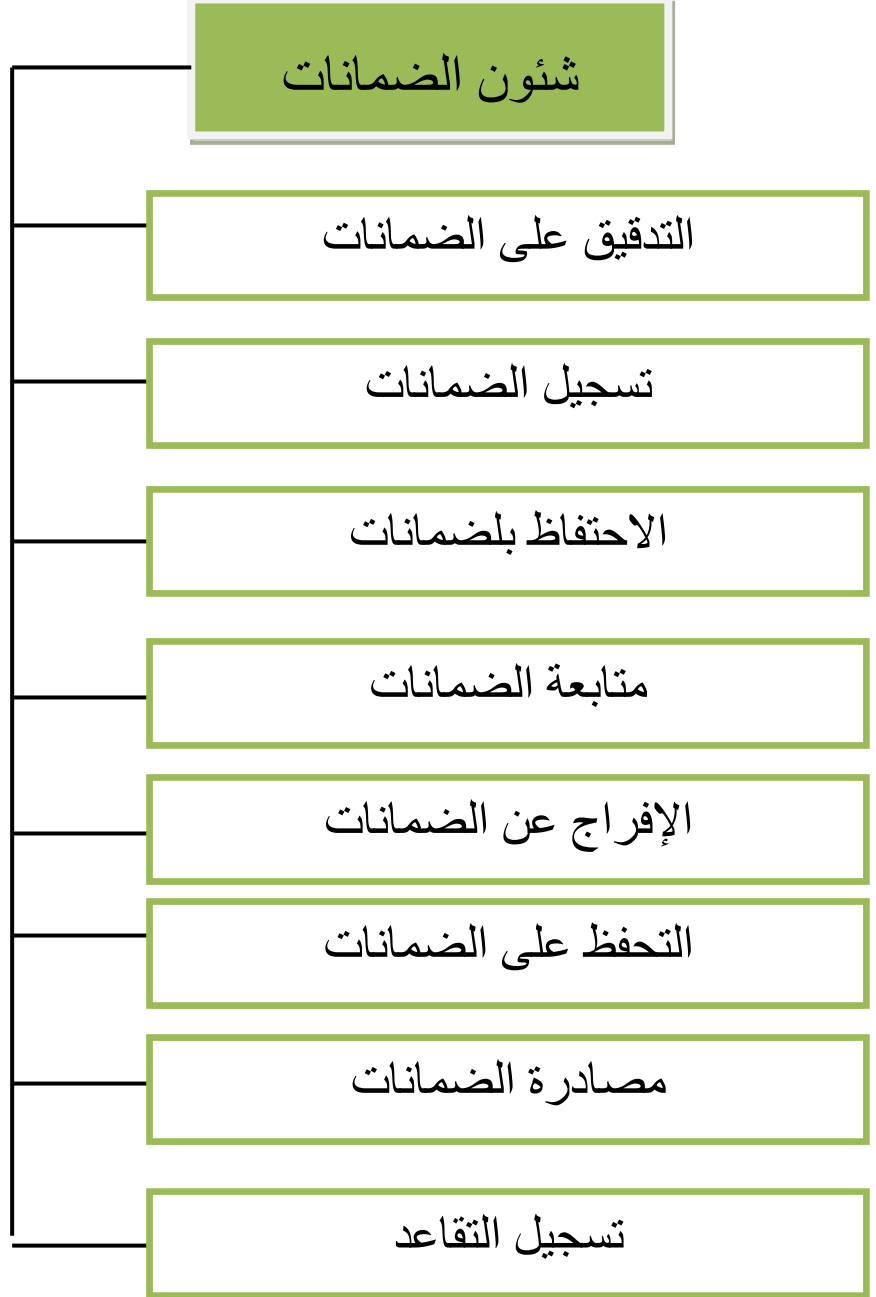 شئون الضمانات
التدقيق على الضمانات
تسجيل الضمانات
الاحتفاظ بلضمانات
متابعة الضمانات
الإفراج عن الضمانات
التحفظ على الضمانات
مصادرة الضمانات
تسجيل التقاعد